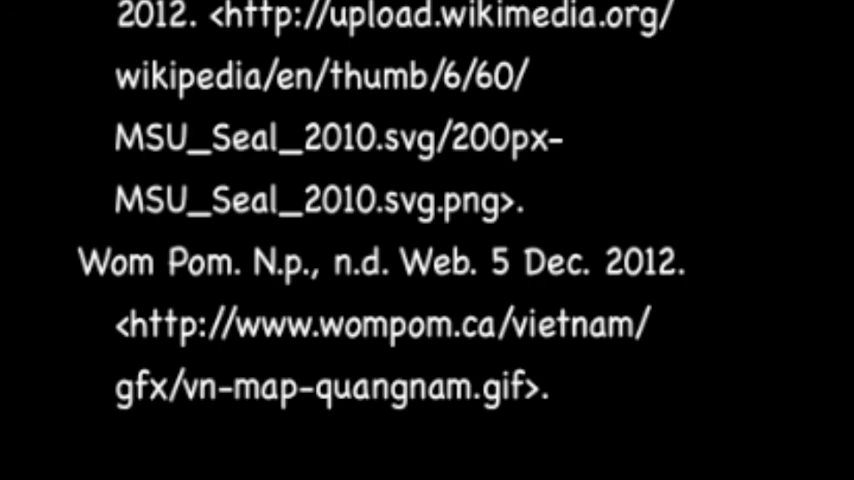 2012. <http://upload.wikimedia.org/
wikipedia/en/thumb/6/60/
MSU_Seal_2010.svg/200px-
MSU_Seal_2010.svg.png>.
Wom Pom. N.p., n.d. Web. 5 Dec. 2012.
<http://www.wompom.ca/vietnam/
gfx/vn-map-quangnam.gif>.